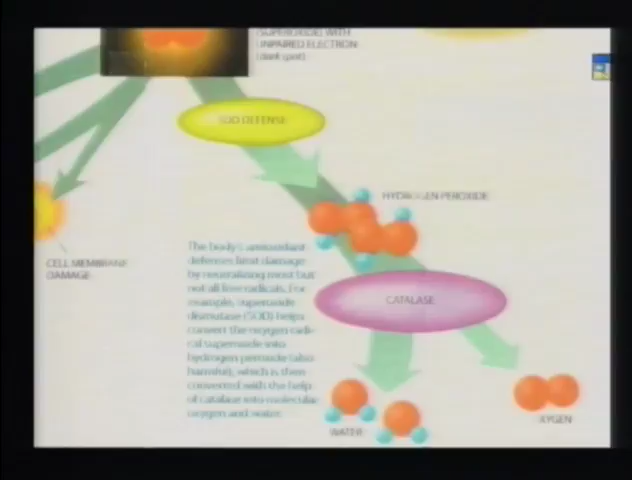 (SUPEROXIDE) WITH
UNPAIRED ELECTRON
(dark spot)
SOD DEFENSE
HYDROGEN PEROXIDE
CELL MEMBRANE
DAMAGE
The body's antioxidant
defenses limit damage
by neutralizing most but
not all free radicals. For
example, superoxide
dismutase (SOD) helps
convert the oxygen radi-
cal superoxide into
hydrogen peroxide (also
harmful), which is then
converted with the help
of catalase into molecular
oxygen and water.
CATALASE
WATER
XYGEN